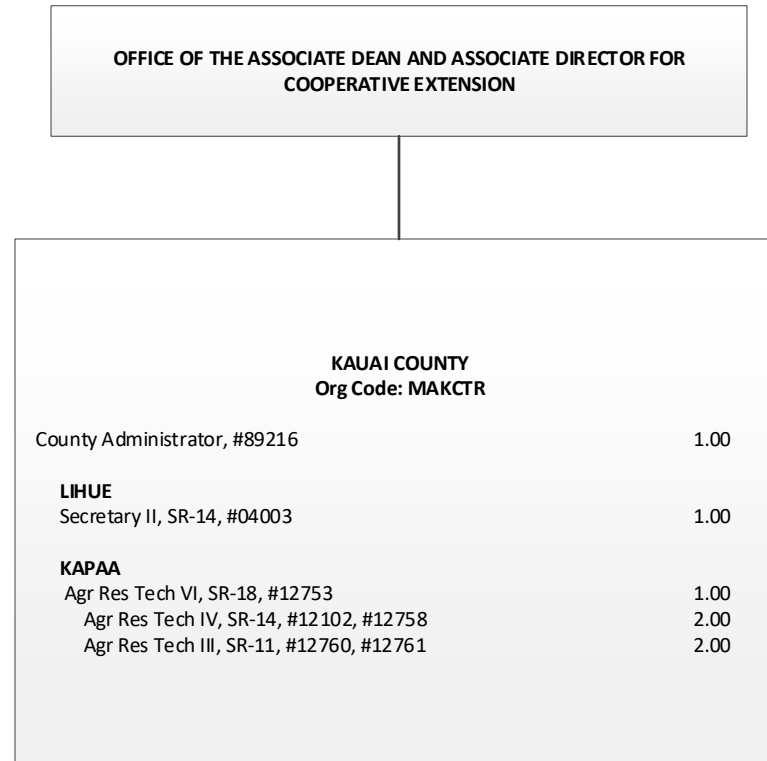 OFFICE OF THE ASSOCIATE DEAN AND ASSOCIATE DIRECTOR FOR
COOPERATIVE EXTENSION
KAUAI COUNTY
Org Code: MAKCTR
County Administrator, #89216 1.00
LIHUE
Secretary II, SR-14, #04003 1.00
KAPAA
Agr Res Tech VI, SR-18, #12753 1.00
Agr Res Tech IV, SR-14, #12102, #12758 2.00
Agr Res Tech III, SR-11, #12760, #12761 2.00